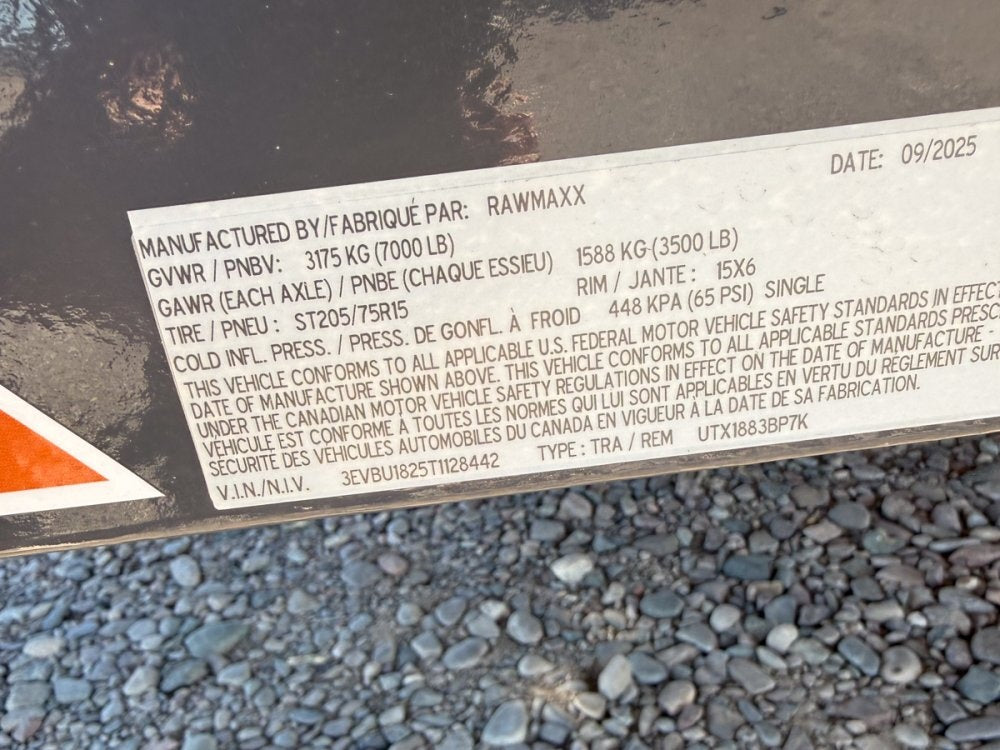 DATE: 09/2025
MANUFACTURED BY/FABRIQUÉ PAR: RAWMAXX
GVWR / PNBV: 3175 KG (7000 LB)
GAWR (EACH AXLE) / PNBE (CHAQUE ESSIEU) 1588 KG (3500 LB)
TIRE / PNEU : ST205/75R15 RIM / JANTE : 15X6
COLD INFL. PRESS. / PRESS. DE GONFL. À FROID 448 KPA (65 PSI) SINGLE
THIS VEHICLE CONFORMS TO ALL APPLICABLE U.S. FEDERAL MOTOR VEHICLE SAFETY STANDARDS IN EFFECT
DATE OF MANUFACTURE SHOWN ABOVE. THIS VEHICLE CONFORMS TO ALL APPLICABLE STANDARDS PRESC
UNDER THE CANADIAN MOTOR VEHICLE SAFETY REGULATIONS IN EFFECT ON THE DATE OF MANUFACTURE -
VÉHICULE EST CONFORME À TOUTES LES NORMES QUI LUI SONT APPLICABLES EN VERTU DU RÈGLEMENT SUR
SÉCURITÉ DES VÉHICULES AUTOMOBILES DU CANADA EN VIGUEUR À LA DATE DE SA FABRICATION.
V.I.N./N.I.V. 3EVBU1825T1128442 TYPE : TRA / REM UTX1883BP7K